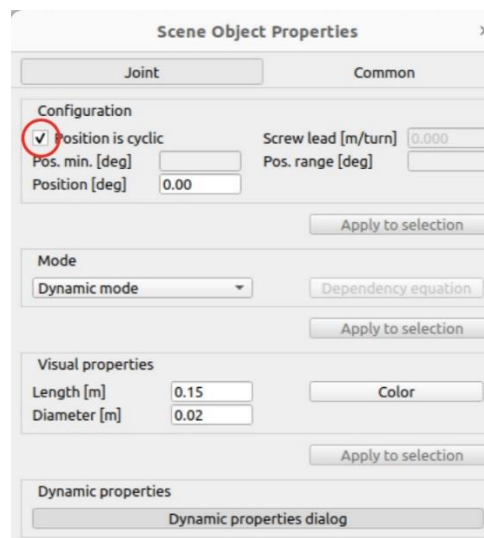 Scene Object Properties
Joint Common
Configuration
Position is cyclic Screw lead [m/turn] 0.000
Pos. min. [deg] Pos. range [deg]
Position [deg] 0.00
Apply to selection
Mode
Dynamic mode Dependency equation
Apply to selection
Visual properties
Length [m] 0.15 Color
Diameter [m] 0.02
Apply to selection
Dynamic properties
Dynamic properties dialog